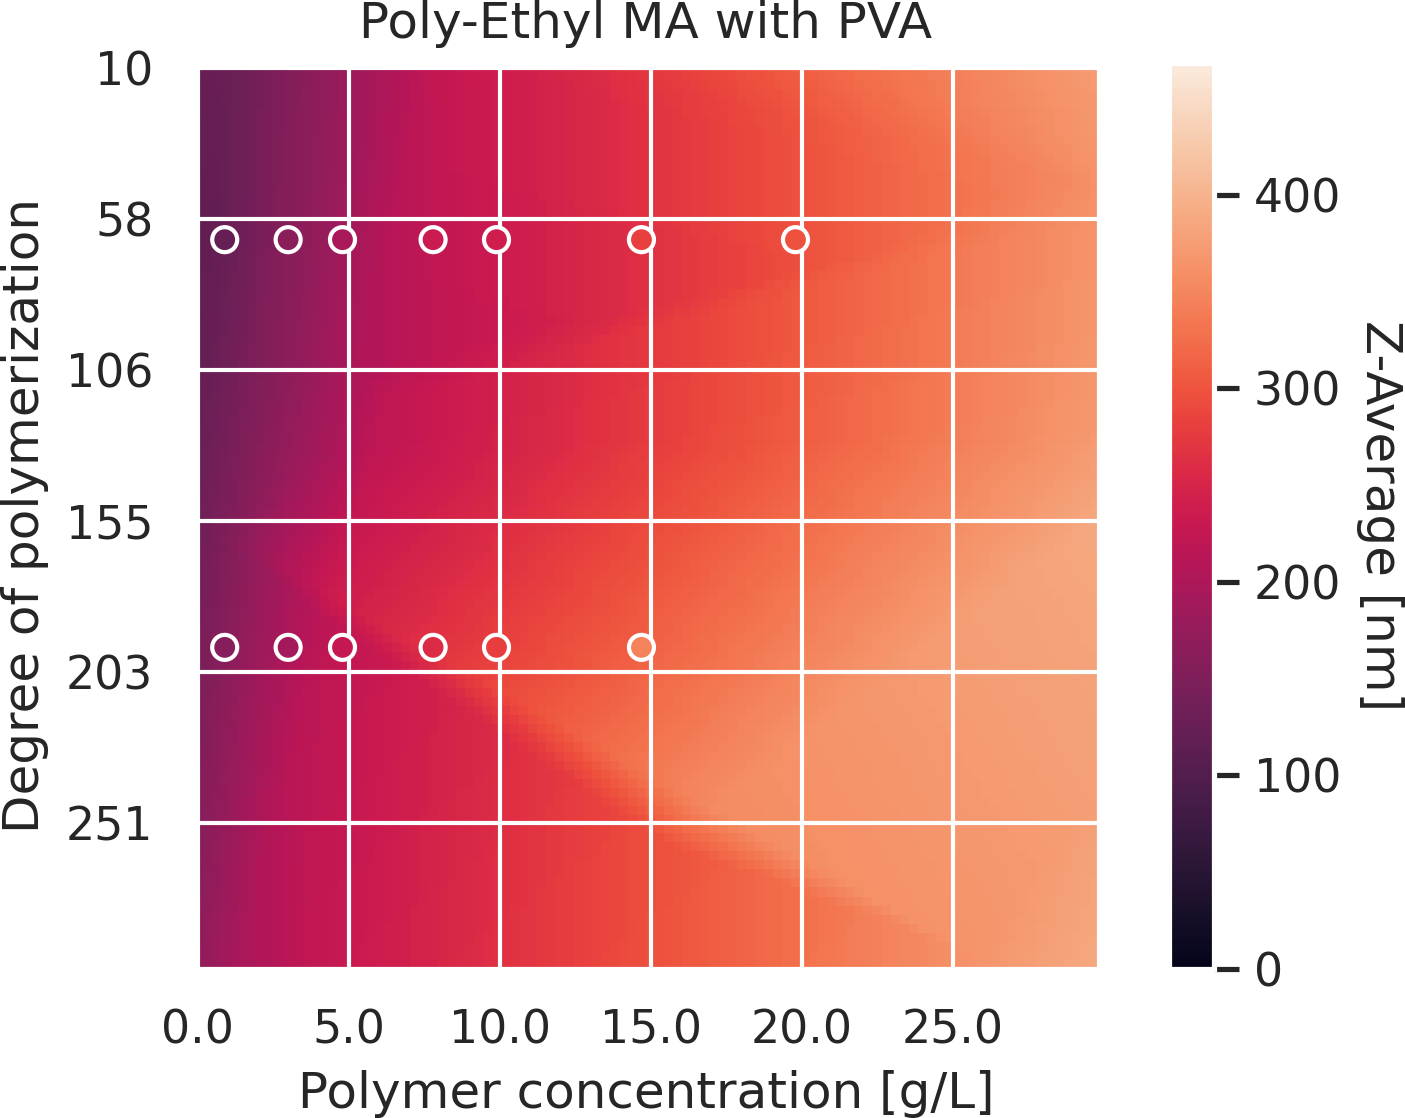 Poly-Ethyl MA with PVA
10
58
106
155
203
251
Degree of polymerization
0.0 5.0 10.0 15.0 20.0 25.0
Polymer concentration [g/L]
400
300
200
100
0
Z-Average [nm]